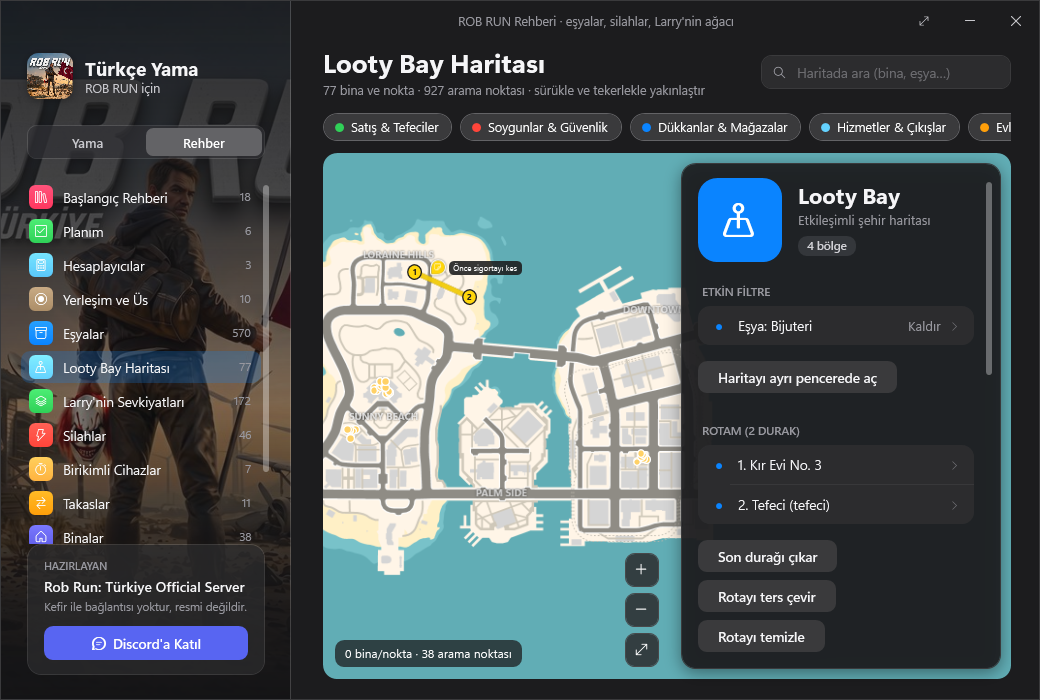 ROB RUN Rehberi · eşyalar, silahlar, Larry'nin ağacı
ROB RUN
Türkçe Yama
ROB RUN için
Yama
Rehber
TÜRKİYE
Başlangıç Rehberi 18
Planım 6
Hesaplayıcılar 3
Yerleşim ve Üs 10
Eşyalar 570
Looty Bay Haritası 77
Larry'nin Sevkiyatları 172
Silahlar 46
Birikimli Cihazlar 7
Takaslar 11
Binalar 38
HAZIRLAYAN
Rob Run: Türkiye Official Server
Kefir ile bağlantısı yoktur, resmi değildir.
Discord'a Katıl
Looty Bay Haritası
77 bina ve nokta · 927 arama noktası · sürükle ve tekerlekle yakınlaştır
Haritada ara (bina, eşya…)
Satış & Tefeciler
Soygunlar & Güvenlik
Dükkanlar & Mağazalar
Hizmetler & Çıkışlar
Evl
LORAINE HILLS
1
Önce sigortayı kes
2
DOWNTOWN
SUNNY BEACH
PALM SIDE
0 bina/nokta · 38 arama noktası
+
−
Looty Bay
Etkileşimli şehir haritası
4 bölge
ETKİN FİLTRE
Eşya: Bijuteri Kaldır
Haritayı ayrı pencerede aç
ROTAM (2 DURAK)
1. Kır Evi No. 3
2. Tefeci (tefeci)
Son durağı çıkar
Rotayı ters çevir
Rotayı temizle